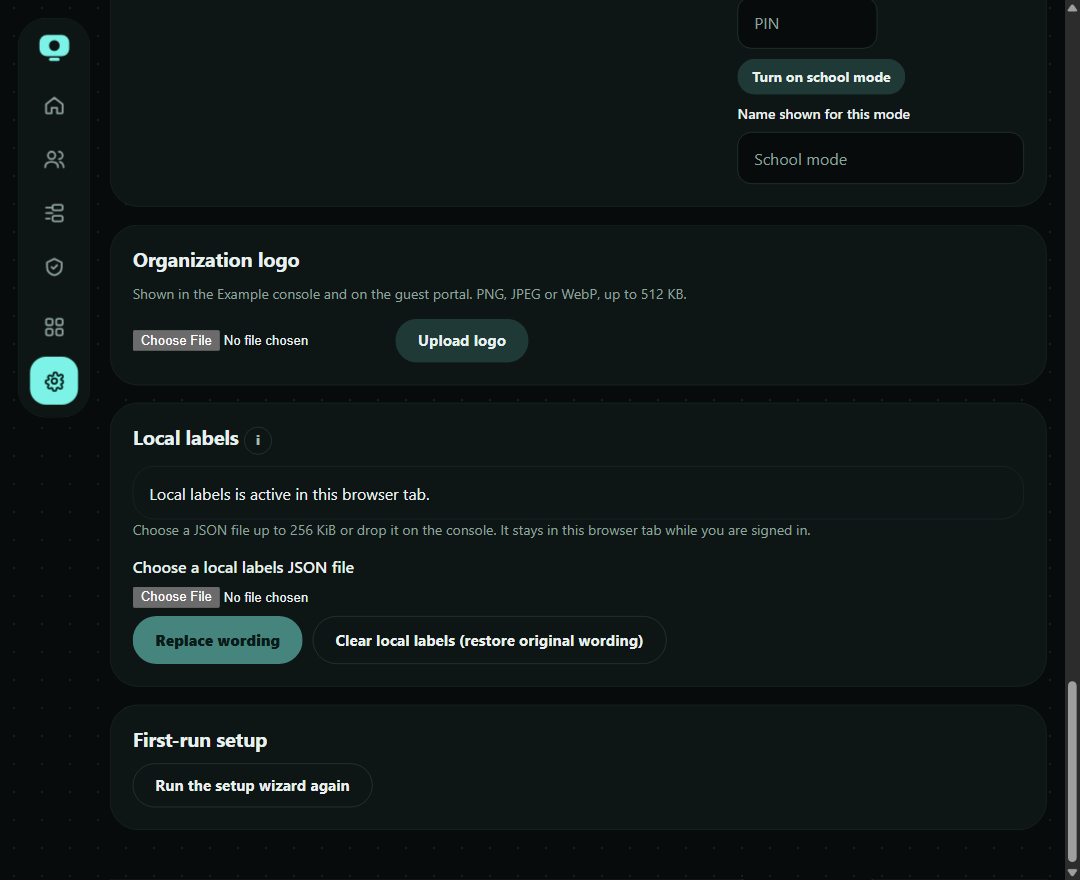 PIN
Turn on school mode
Name shown for this mode
School mode
Organization logo
Shown in the Example console and on the guest portal. PNG, JPEG or WebP, up to 512 KB.
Choose File No file chosen
Upload logo
Local labels i
Local labels is active in this browser tab.
Choose a JSON file up to 256 KiB or drop it on the console. It stays in this browser tab while you are signed in.
Choose a local labels JSON file
Choose File No file chosen
Replace wording
Clear local labels (restore original wording)
First-run setup
Run the setup wizard again